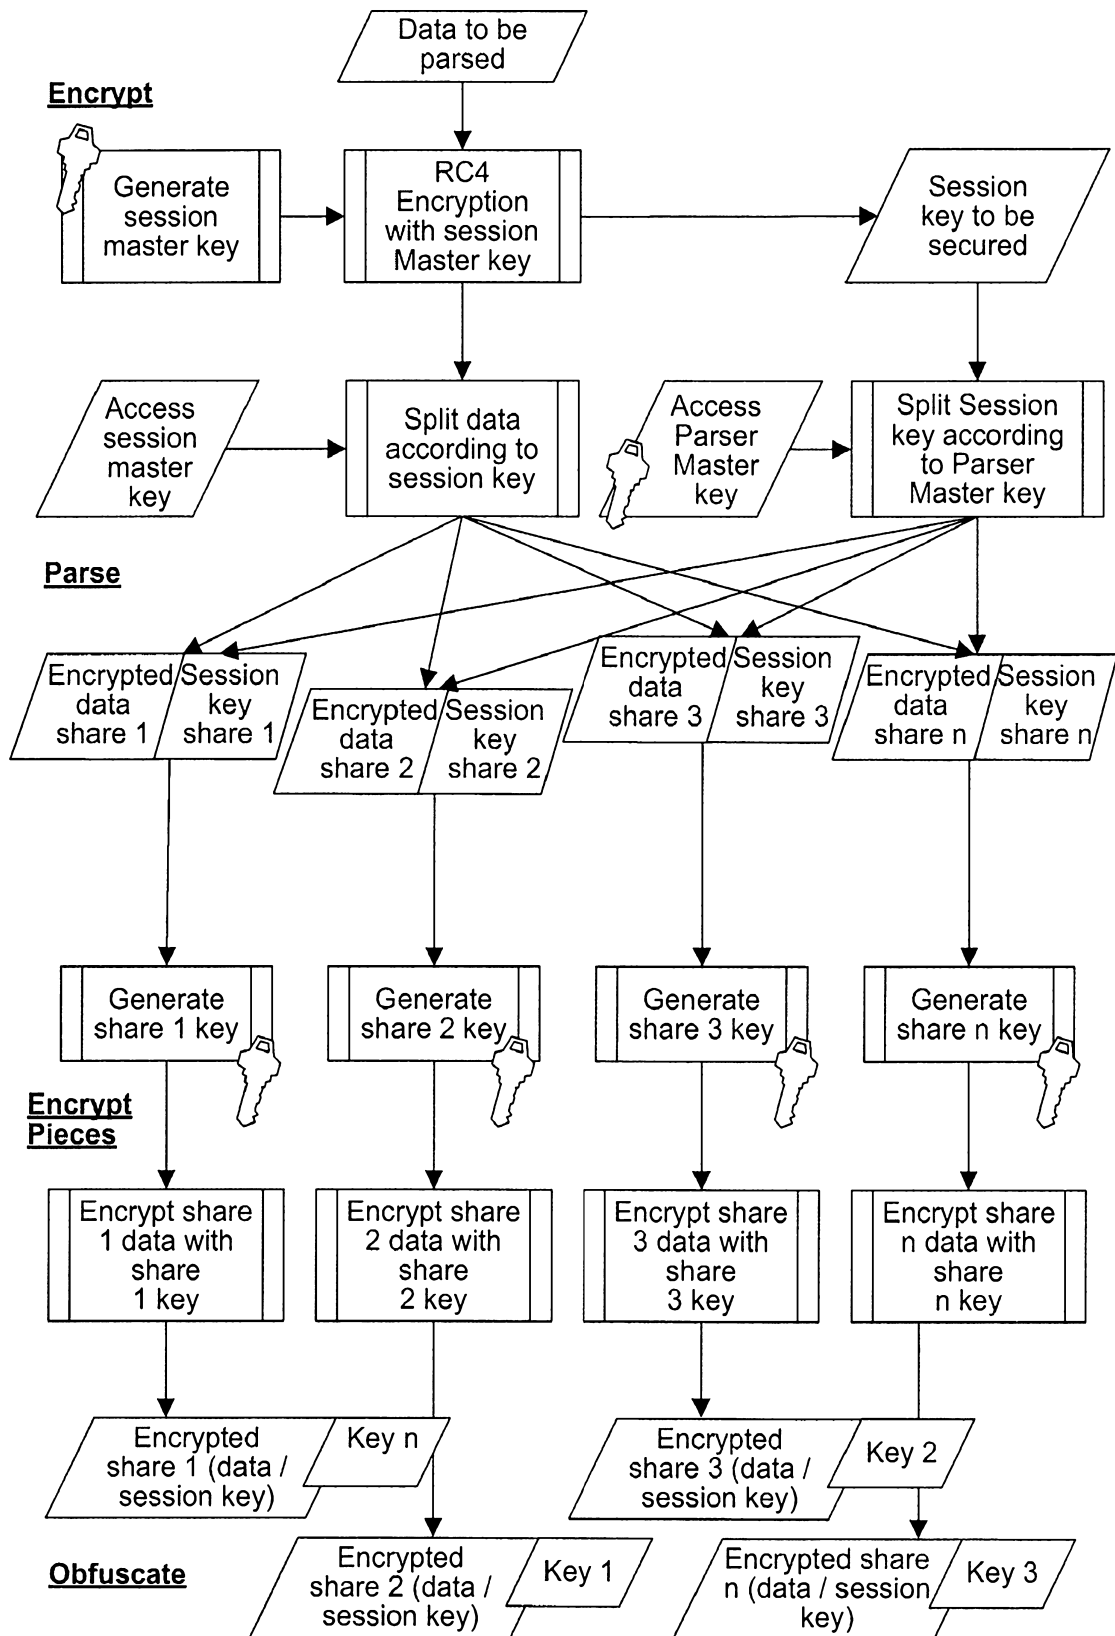 Data to be
parsed
Encrypt
Generate
session
master key
RC4
Encryption
with session
Master key
Session
key to be
secured
Access
session
master
key
Split data
according to
session key
Access
Parser
Master
key
Split Session
key according
to Parser
Master key
Parse
Encrypted
data
share 1
Session
key
share 1
Encrypted
data
share 2
Session
key
share 2
Encrypted
data
share 3
Session
key
share 3
Encrypted
data
share n
Session
key
share n
Generate
share 1 key
Generate
share 2 key
Generate
share 3 key
Generate
share n key
Encrypt
Pieces
Encrypt share
1 data with
share
1 key
Encrypt share
2 data with
share
2 key
Encrypt share
3 data with
share
3 key
Encrypt share
n data with
share
n key
Encrypted
share 1 (data /
session key)
Key n
Encrypted
share 3 (data /
session key)
Key 2
Obfuscate
Encrypted
share 2 (data /
session key)
Key 1
Encrypted share
n (data / session
key)
Key 3